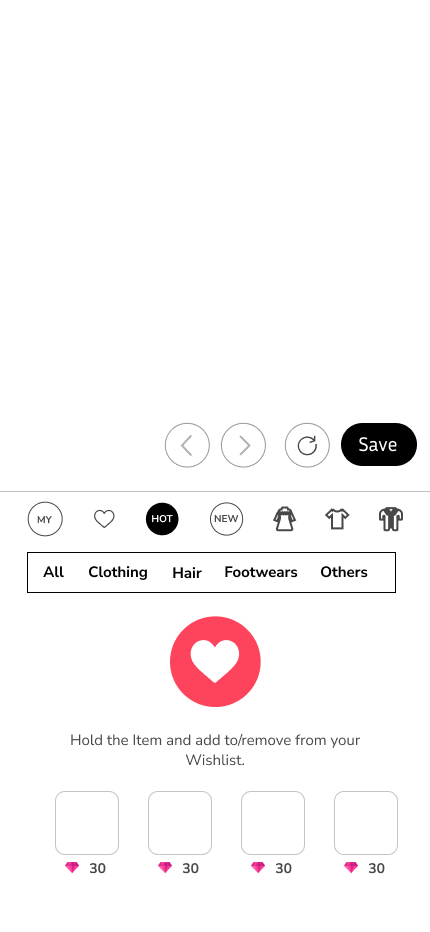 Save
MY
HOT
NEW
All Clothing Hair Footwears Others
Hold the Item and add to/remove from your
Wishlist.
30 30 30 30